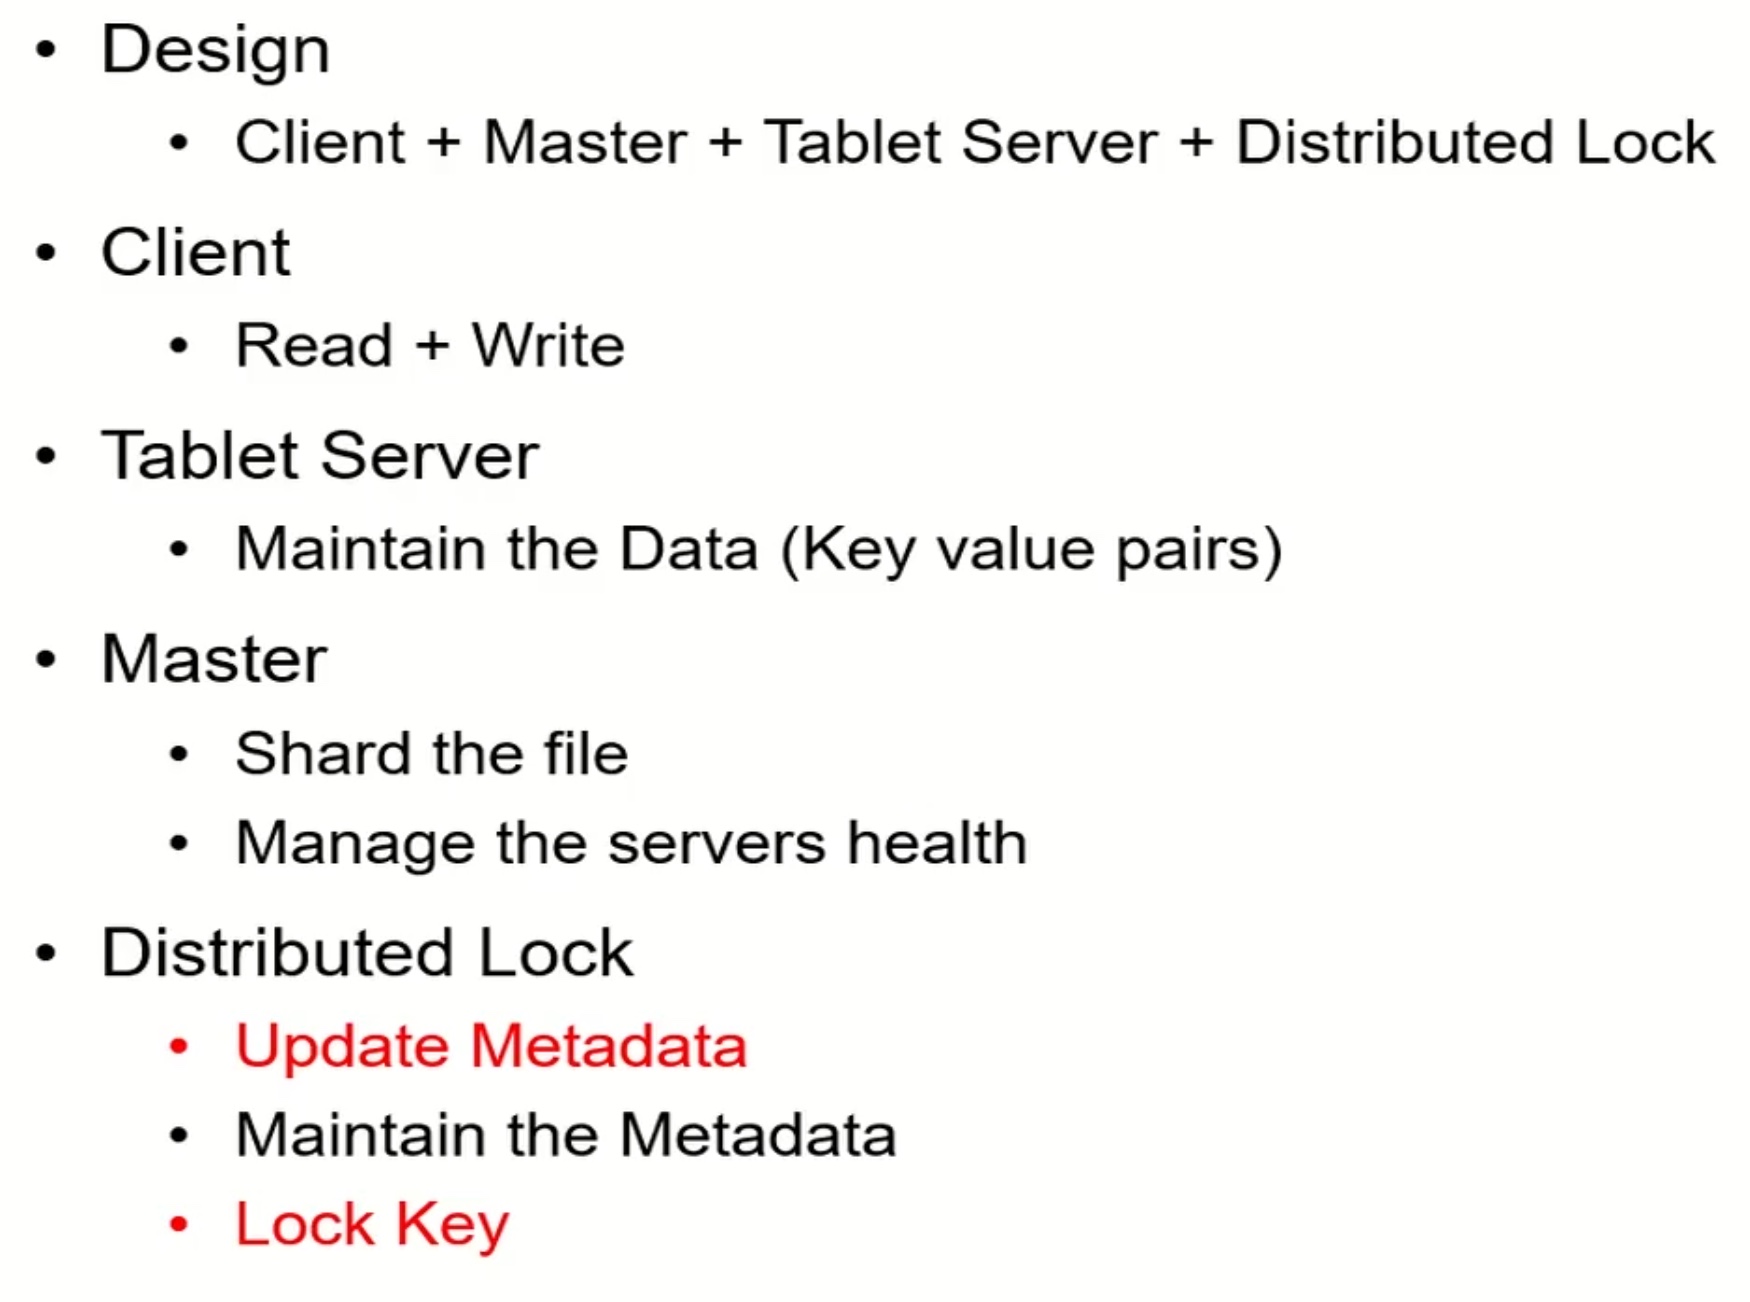 • Design
• Client + Master + Tablet Server + Distributed Lock
• Client
• Read + Write
• Tablet Server
• Maintain the Data (Key value pairs)
• Master
• Shard the file
• Manage the servers health
• Distributed Lock
• Update Metadata
• Maintain the Metadata
• Lock Key